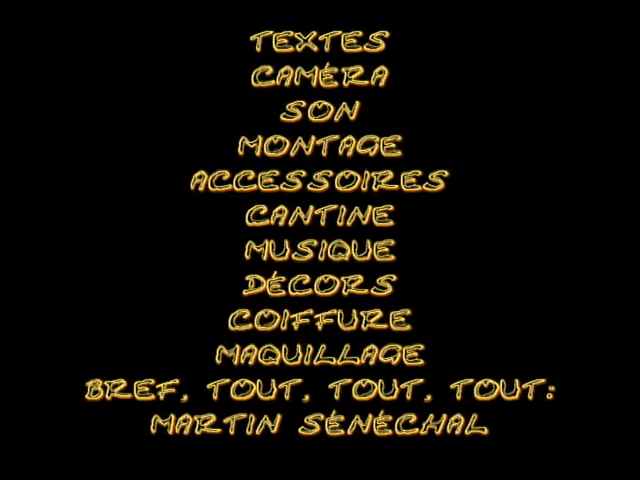 TEXTES
CAMÉRA
SON
MONTAGE
ACCESSOIRES
CANTINE
MUSIQUE
DÉCORS
COIFFURE
MAQUILLAGE
BREF, TOUT, TOUT, TOUT:
MARTIN SÉNÉCHAL